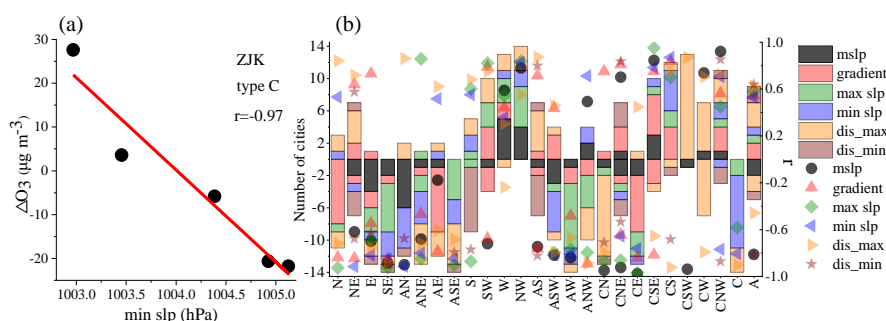 (a)
ZJK
type C
r=-0.97
30
20
10
0
-10
-20
1003.0 1003.5 1004.0 1004.5 1005.0
min slp (hPa)
ΔO₃ (μg m⁻³)
(b)
14
10
6
2
-2
-6
-10
-14
Number of cities
1.0
0.6
0.2
-0.2
-0.6
-1.0
r
N NE E SE AN ANE AE ASE S SW W NW AS ASW AW ANW CN CNE CE CSE CS CSW CW CNW C A
mslp
gradient
max slp
min slp
dis_max
dis_min
mslp
gradient
max slp
min slp
dis_max
dis_min